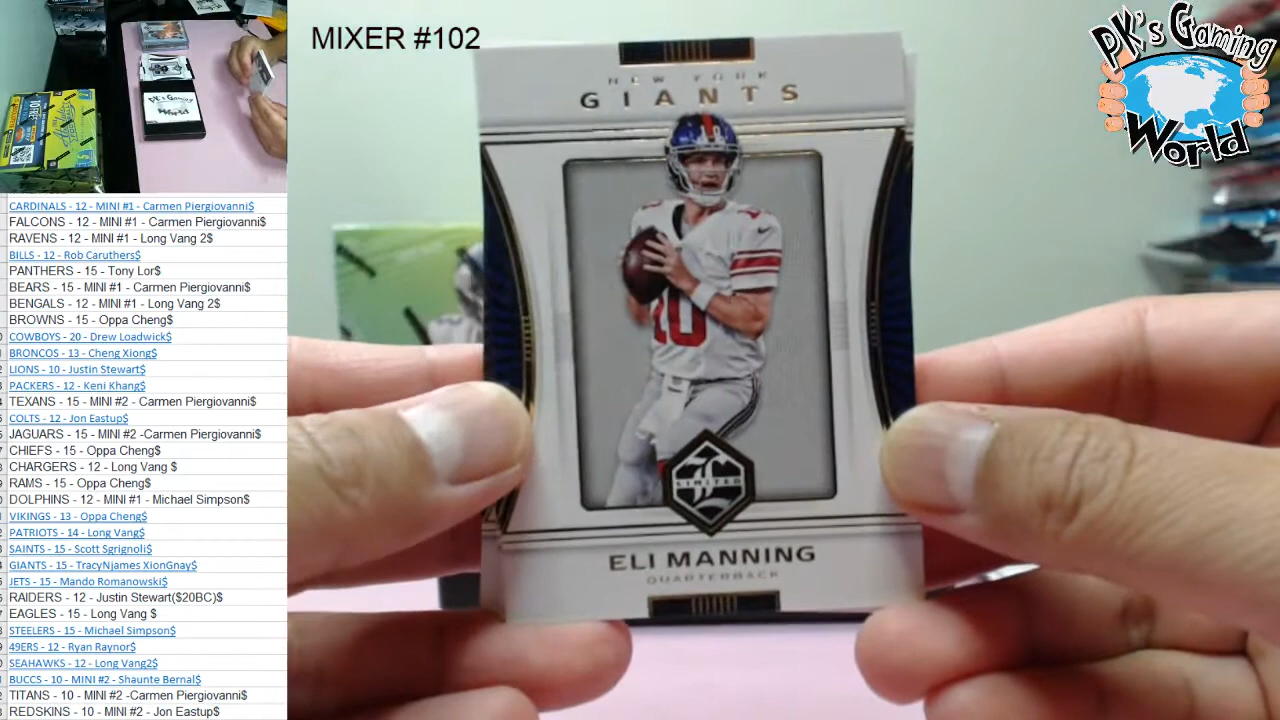 MIXER #102
PK's Gaming
World
NEW YORK
GIANTS
10
LIMITED
ELI MANNING
QUARTERBACK
PK's Gaming
World
CARDINALS - 12 - MINI #1 - Carmen Piergiovanni$
FALCONS - 12 - MINI #1 - Carmen Piergiovanni$
RAVENS - 12 - MINI #1 - Long Vang 2$
BILLS - 12 - Rob Caruthers$
PANTHERS - 15 - Tony Lor$
BEARS - 15 - MINI #1 - Carmen Piergiovanni$
BENGALS - 12 - MINI #1 - Long Vang 2$
BROWNS - 15 - Oppa Cheng$
COWBOYS - 20 - Drew Loadwick$
BRONCOS - 13 - Cheng Xiong$
LIONS - 10 - Justin Stewart$
PACKERS - 12 - Keni Khang$
TEXANS - 15 - MINI #2 - Carmen Piergiovanni$
COLTS - 12 - Jon Eastup$
JAGUARS - 15 - MINI #2 -Carmen Piergiovanni$
CHIEFS - 15 - Oppa Cheng$
CHARGERS - 12 - Long Vang $
RAMS - 15 - Oppa Cheng$
DOLPHINS - 12 - MINI #1 - Michael Simpson$
VIKINGS - 13 - Oppa Cheng$
PATRIOTS - 14 - Long Vang$
SAINTS - 15 - Scott Sgrignoli$
GIANTS - 15 - TracyNjames XionGnay$
JETS - 15 - Mando Romanowski$
RAIDERS - 12 - Justin Stewart($20BC)$
EAGLES - 15 - Long Vang $
STEELERS - 15 - Michael Simpson$
49ERS - 12 - Ryan Raynor$
SEAHAWKS - 12 - Long Vang2$
BUCCS - 10 - MINI #2 - Shaunte Bernal$
TITANS - 10 - MINI #2 -Carmen Piergiovanni$
REDSKINS - 10 - MINI #2 - Jon Eastup$